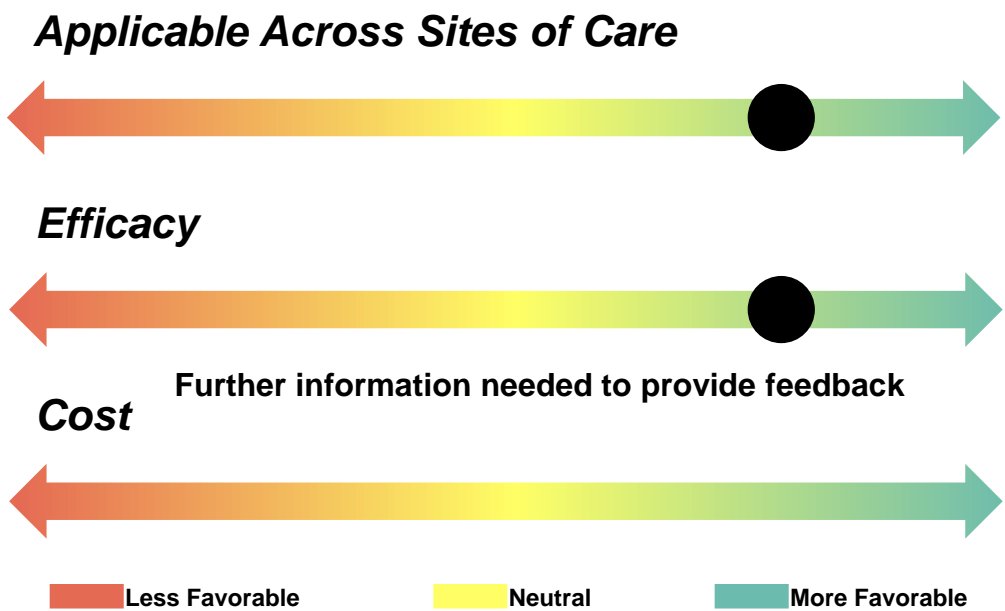 Applicable Across Sites of Care
Efficacy
Further information needed to provide feedback
Cost
Less Favorable
Neutral
More Favorable